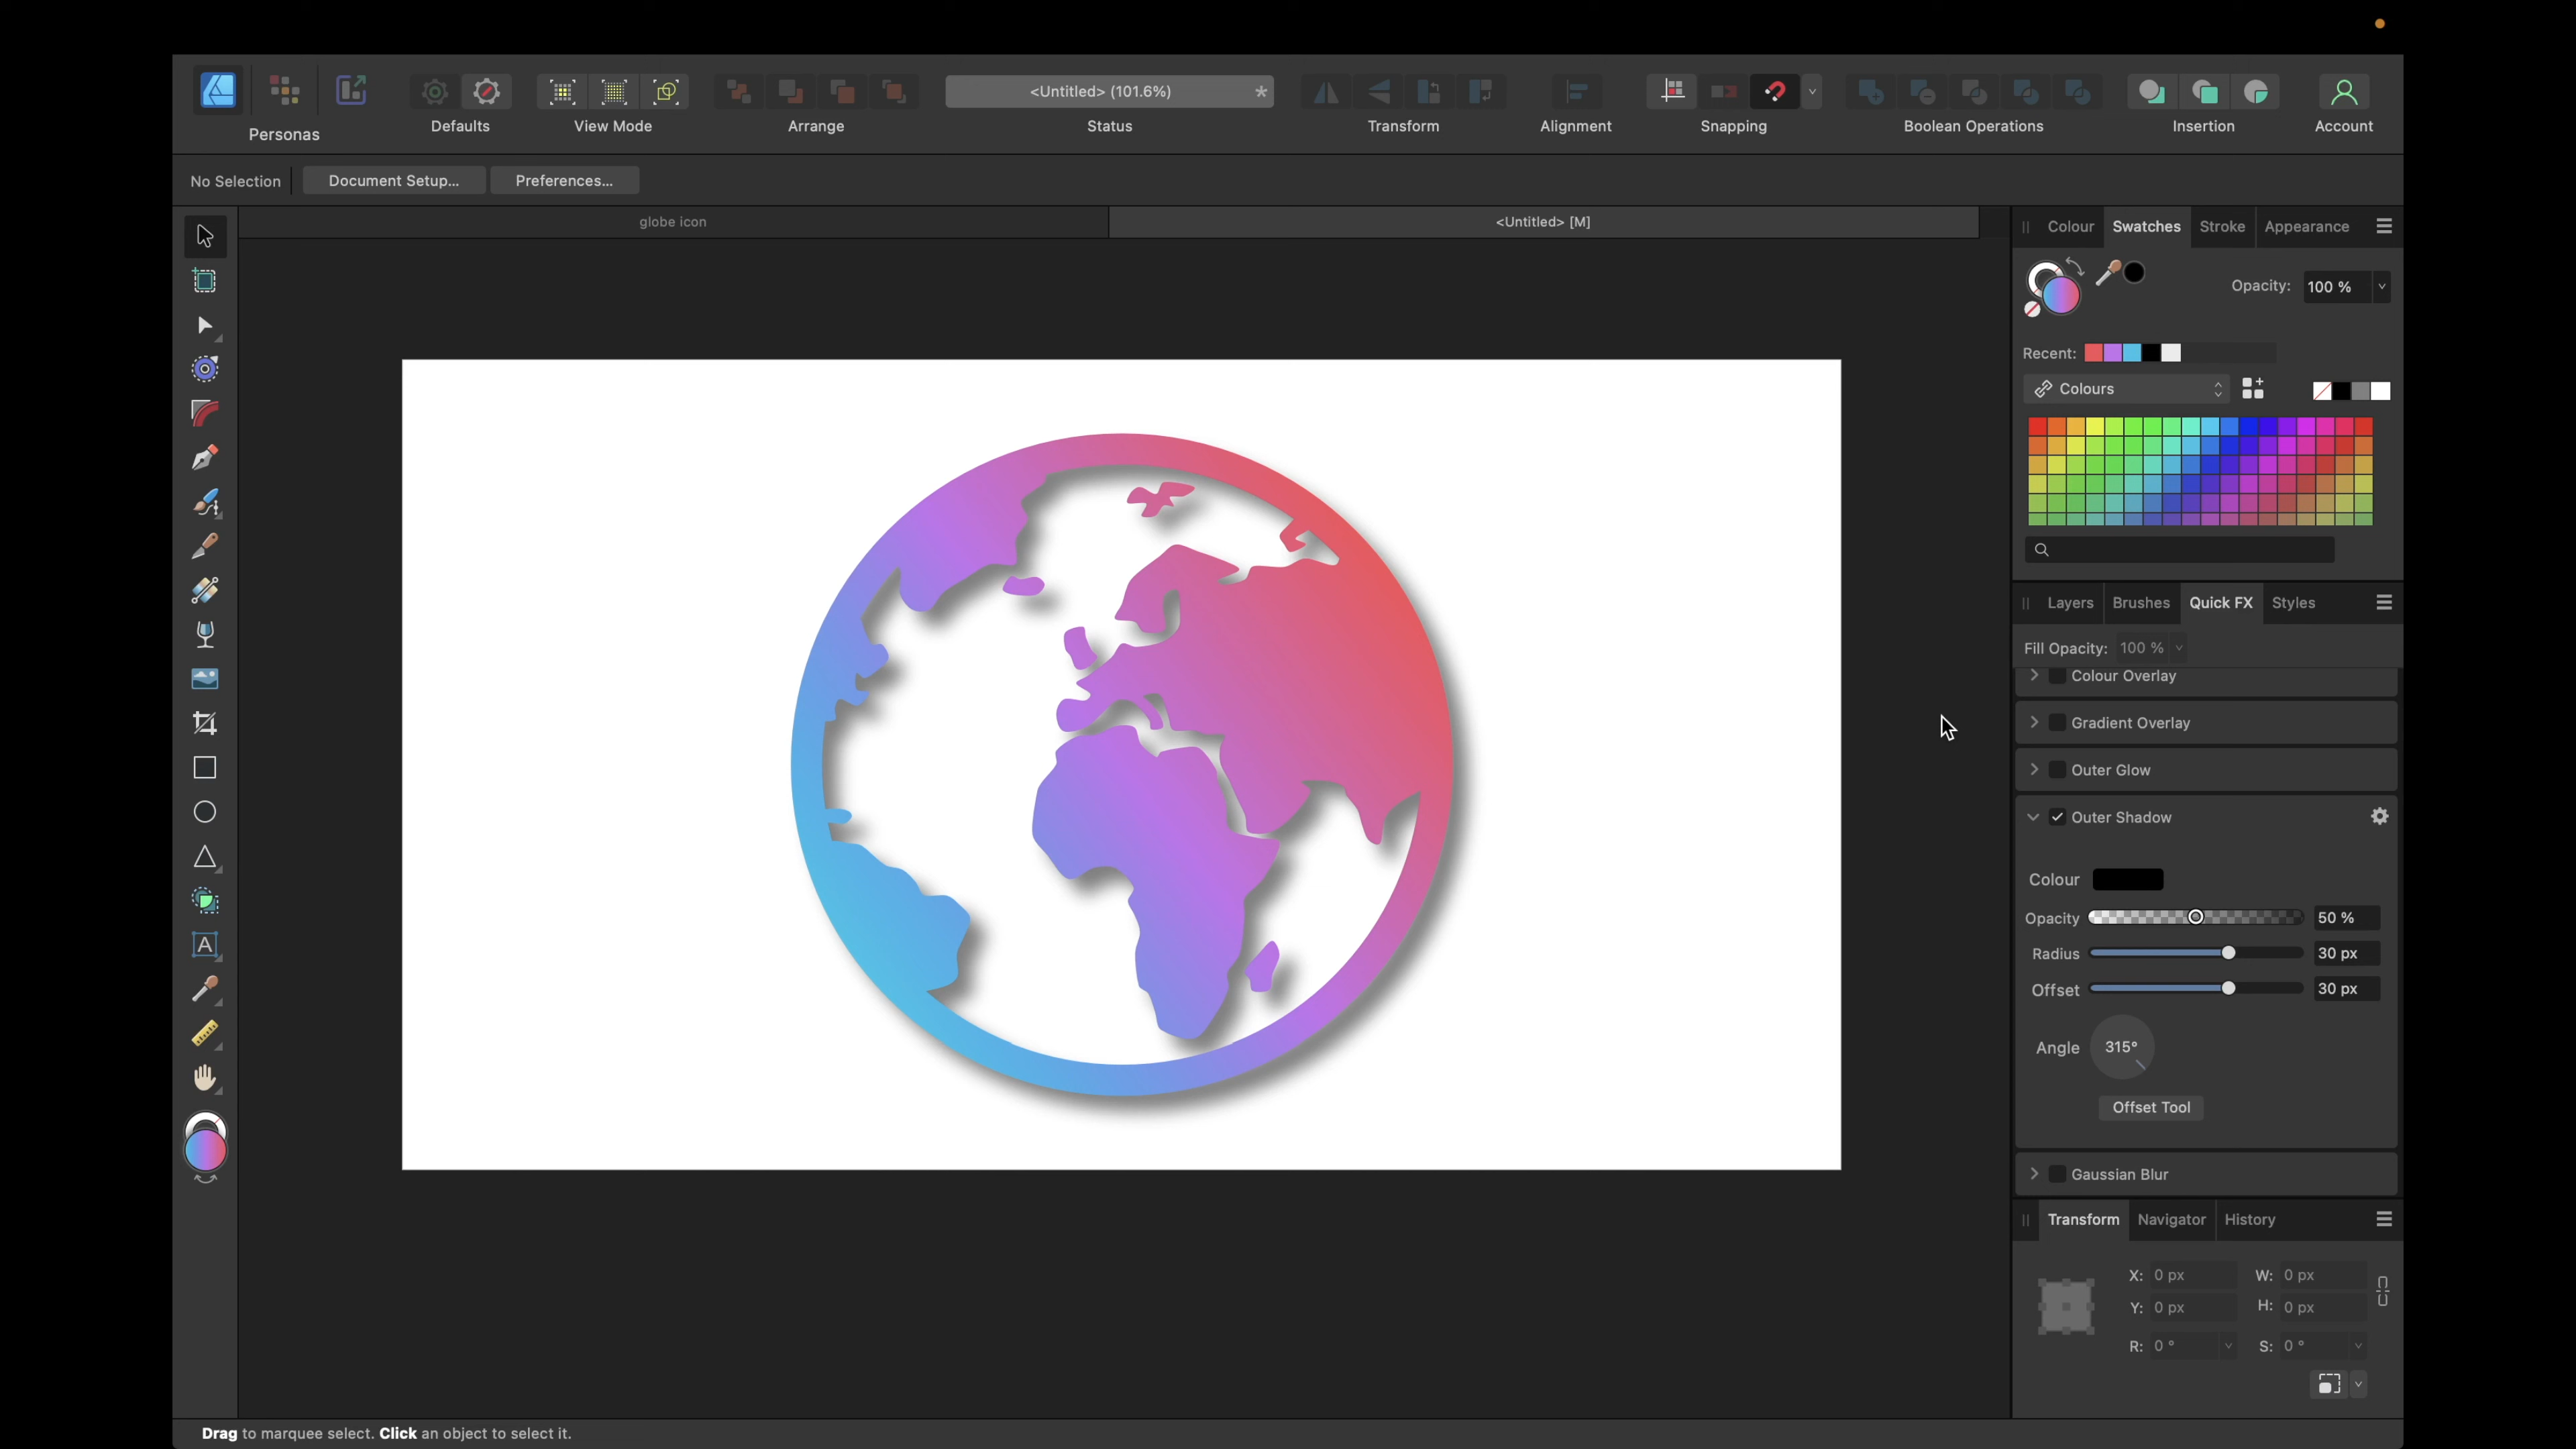 <Untitled> (101.6%)
*
Personas
Defaults
View Mode
Arrange
Status
Transform
Alignment
Snapping
Boolean Operations
Insertion
Account
No Selection
Document Setup...
Preferences...
globe icon
<Untitled> [M]
Colour
Swatches
Stroke
Appearance
Opacity:
100 %
Recent:
Colours
Layers
Brushes
Quick FX
Styles
Fill Opacity: 100 %
Colour Overlay
Gradient Overlay
Outer Glow
Outer Shadow
Colour
Opacity 50 %
Radius 30 px
Offset 30 px
Angle 315°
Offset Tool
Gaussian Blur
Transform
Navigator
History
X: 0 px W: 0 px
Y: 0 px H: 0 px
R: 0 ° S: 0 °
A
Drag to marquee select. Click an object to select it.